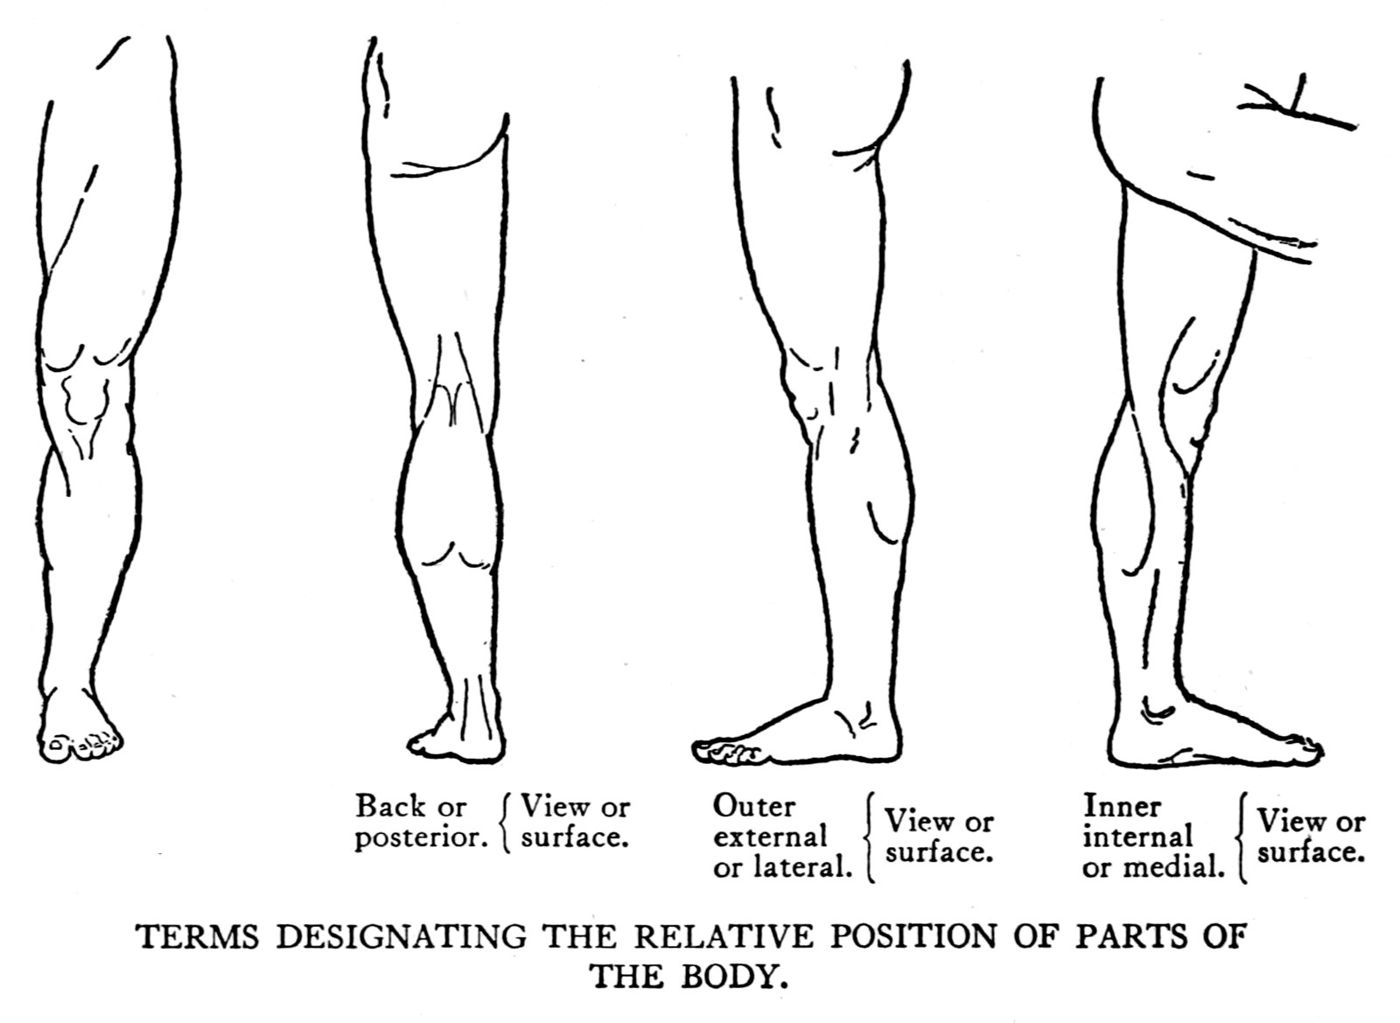 Back or
posterior.
View or
surface.
Outer
external
or lateral.
View or
surface.
Inner
internal
or medial.
View or
surface.
TERMS DESIGNATING THE RELATIVE POSITION OF PARTS OF
THE BODY.